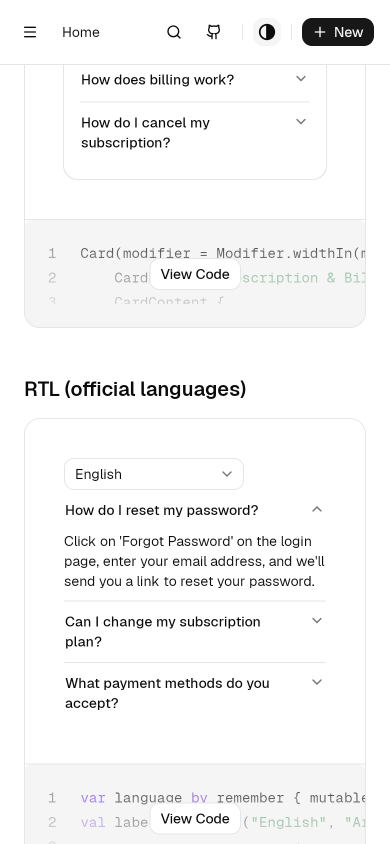 Home
New
How does billing work?
How do I cancel my
subscription?
1 Card(modifier = Modifier.widthIn(m
2 Card scription & Bil
3 CardContent {
View Code
RTL (official languages)
English
How do I reset my password?
Click on 'Forgot Password' on the login
page, enter your email address, and we'll
send you a link to reset your password.
Can I change my subscription
plan?
What payment methods do you
accept?
1 var language by remember { mutable
2 val labe ("English", "Ar
View Code